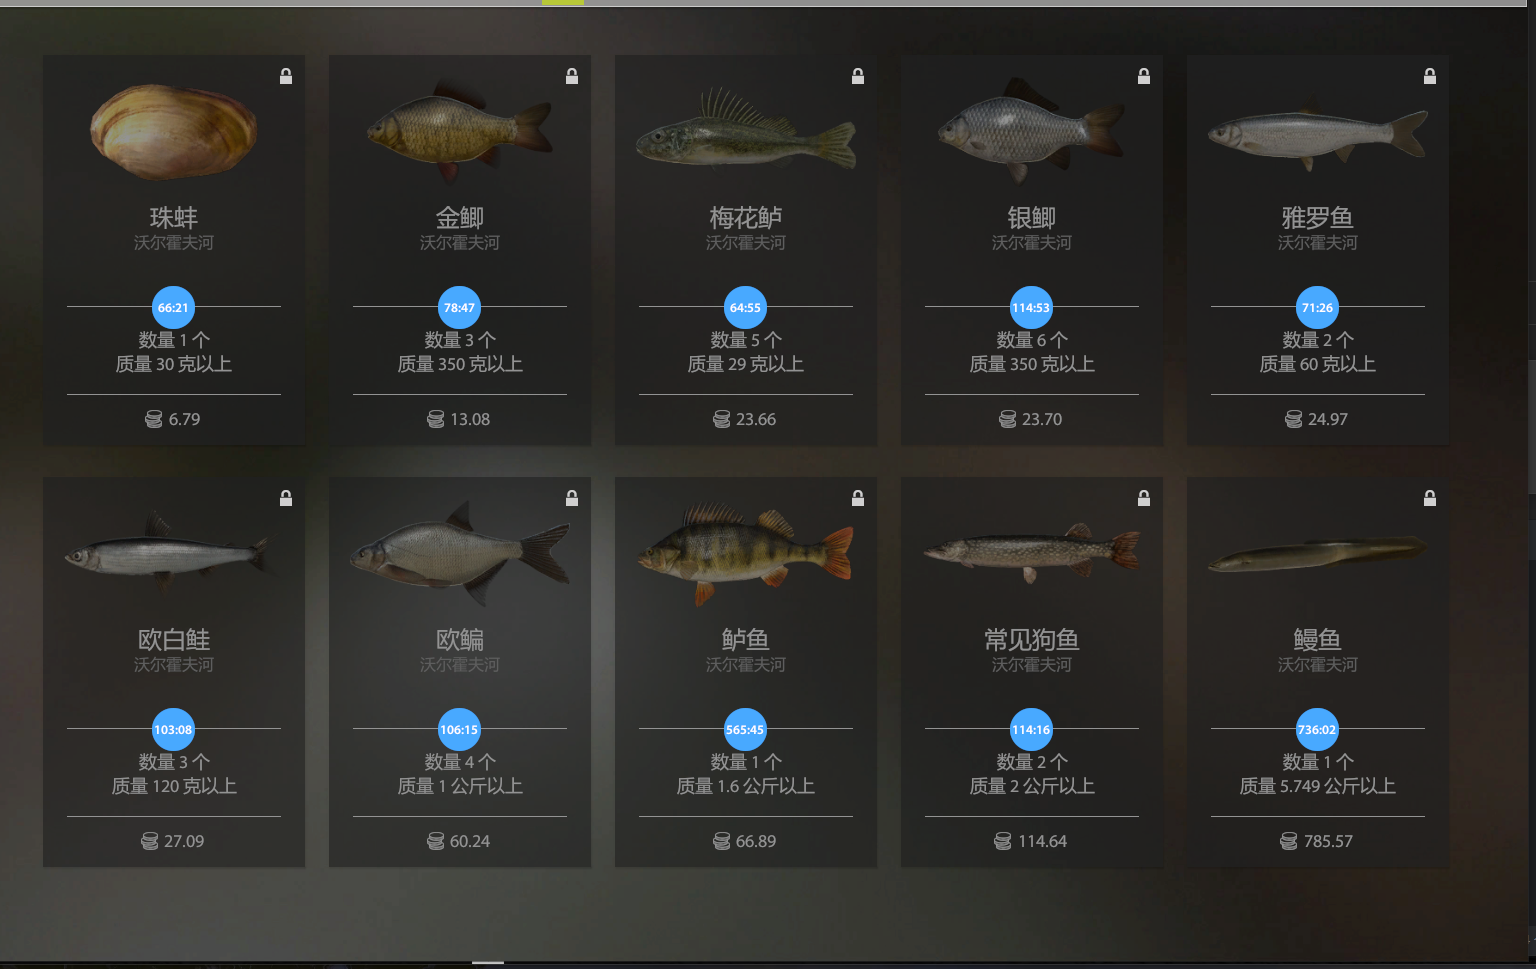 珠蚌
沃尔霍夫河
66:21
数量 1 个
质量 30 克以上
6.79
金鲫
沃尔霍夫河
78:47
数量 3 个
质量 350 克以上
13.08
梅花鲈
沃尔霍夫河
64:55
数量 5 个
质量 29 克以上
23.66
银鲫
沃尔霍夫河
114:53
数量 6 个
质量 350 克以上
23.70
雅罗鱼
沃尔霍夫河
71:26
数量 2 个
质量 60 克以上
24.97
欧白鲑
沃尔霍夫河
103:08
数量 3 个
质量 120 克以上
27.09
欧鳊
沃尔霍夫河
106:15
数量 4 个
质量 1 公斤以上
60.24
鲈鱼
沃尔霍夫河
565:45
数量 1 个
质量 1.6 公斤以上
66.89
常见狗鱼
沃尔霍夫河
114:16
数量 2 个
质量 2 公斤以上
114.64
鳗鱼
沃尔霍夫河
736:02
数量 1 个
质量 5.749 公斤以上
785.57